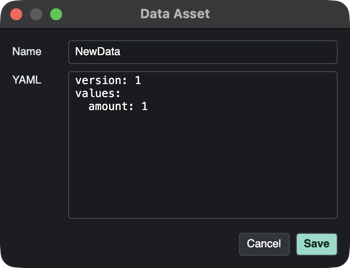 Data Asset
Name
NewData
YAML
version: 1
values:
  amount: 1
Cancel
Save